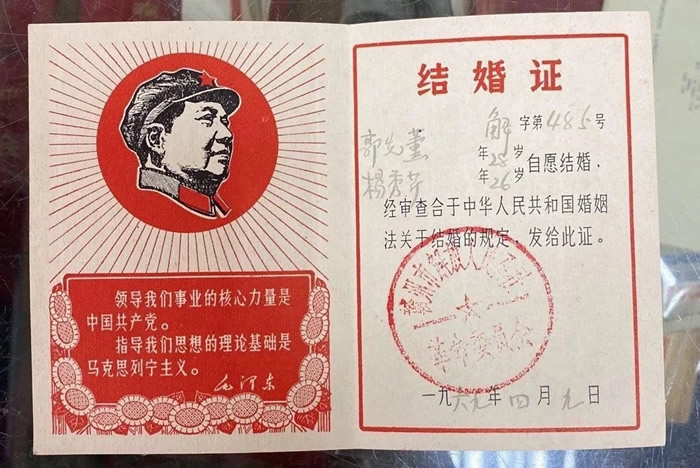 领导我们事业的核心力量是
中国共产党。
指导我们思想的理论基础是
马克思列宁主义。
毛泽东
结婚证
解 字第485号
郭先
年28岁
杨秀芹
年26岁
自愿结婚，
经审查合于中华人民共和国婚姻
法关于结婚的规定，发给此证。
革命委员会
一九六九年四月九日